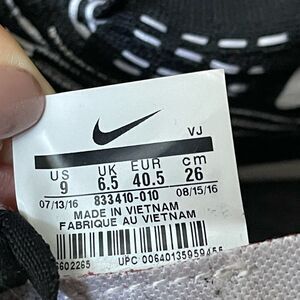 VJ
US UK EUR cm
9 6.5 40.5 26
07/13/16 833410-010 08/15/16
MADE IN VIETNAM
FABRIQUE AU VIETNAM
6602265
UPC 00640135959455